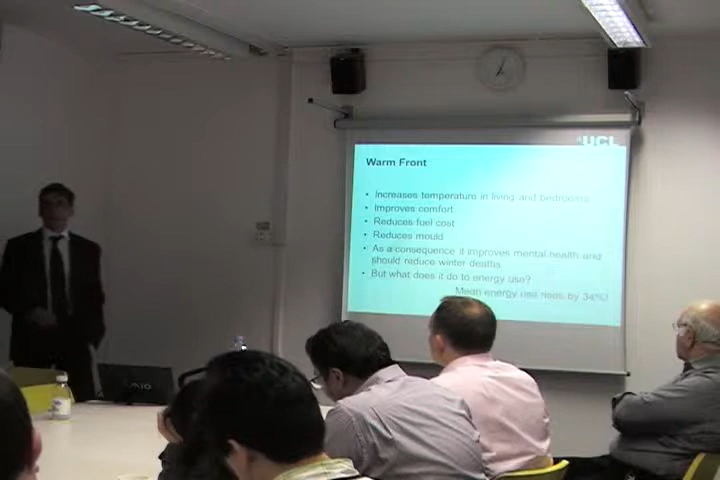 UCL
Warm Front
• Increases temperature in living and bedrooms
• Improves comfort
• Reduces fuel cost
• Reduces mould
• As a consequence it improves mental health and
should reduce winter deaths
• But what does it do to energy use?
Mean energy use rises by 34%!
VAIO